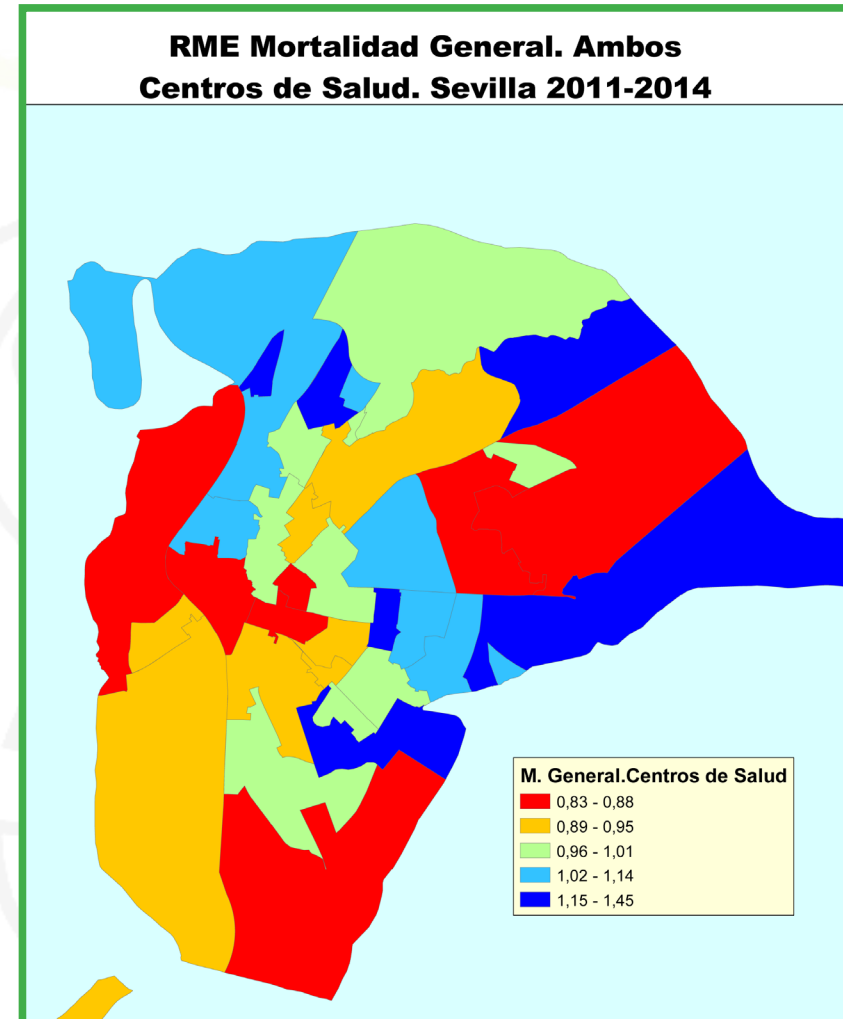 RME Mortalidad General. Ambos
Centros de Salud. Sevilla 2011-2014
M. General.Centros de Salud
0,83 - 0,88
0,89 - 0,95
0,96 - 1,01
1,02 - 1,14
1,15 - 1,45